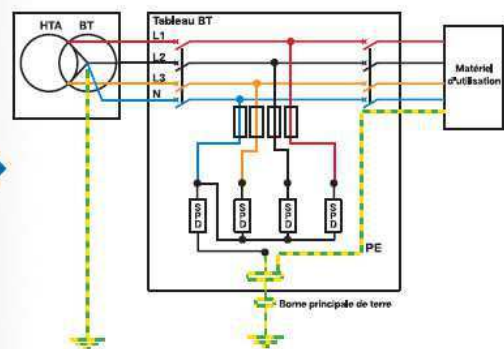 HTA BT
Tableau BT
L1
L2
L3
N
Matériel
d'utilisation
SPD
SPD
SPD
SPD
PE
Borne principale de terre